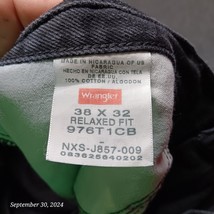 MADE IN NICARAGUA OF US
FABRIC
HECHO EN NICARAGUA CON TELA
DE EE.UU.
100% COTTON / ALGODON
Wrangler
38 X 32
RELAXED FIT
976T1CB
-
NXS-J857-009
083625840202
September 30, 2024